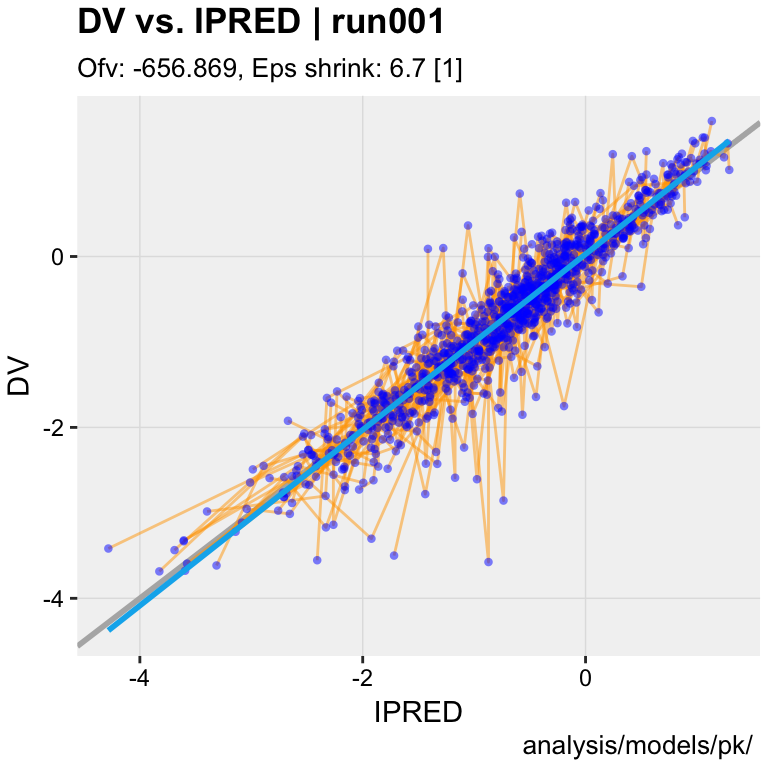 DV vs. IPRED | run001
Ofv: -656.869, Eps shrink: 6.7 [1]
0
-2
-4
DV
-4
-2
0
IPRED
analysis/models/pk/